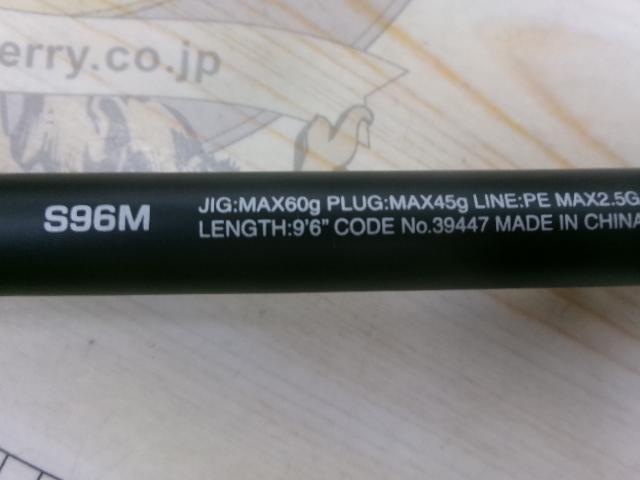 erry.co.jp
S96M
JIG:MAX60g PLUG:MAX45g LINE:PE MAX2.5G
LENGTH:9'6" CODE No.39447 MADE IN CHINA